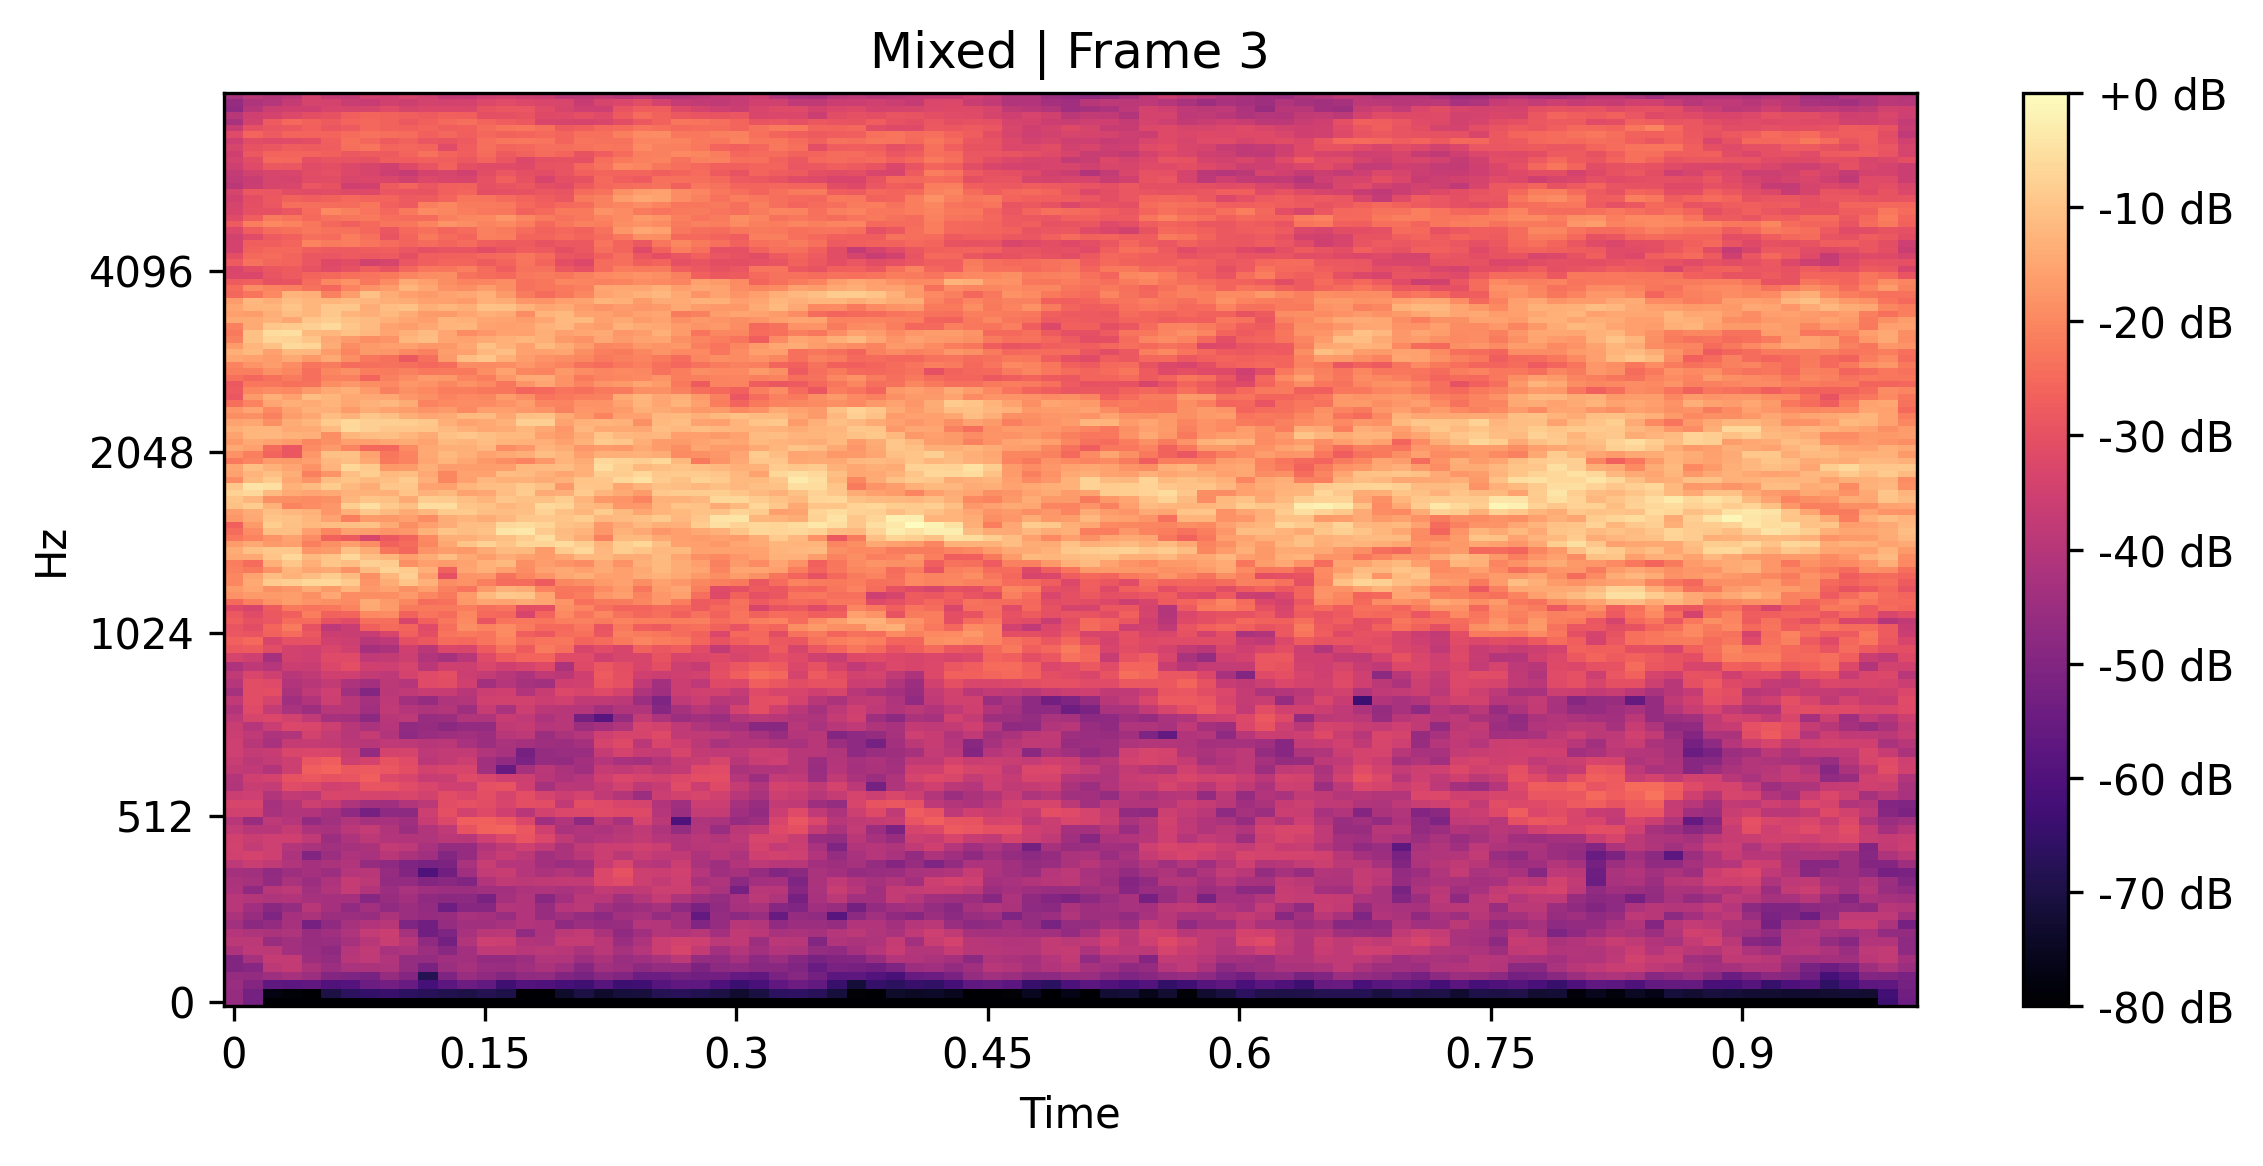 Mixed | Frame 3
Hz
4096
2048
1024
512
0
0 0.15 0.3 0.45 0.6 0.75 0.9
Time
+0 dB
-10 dB
-20 dB
-30 dB
-40 dB
-50 dB
-60 dB
-70 dB
-80 dB